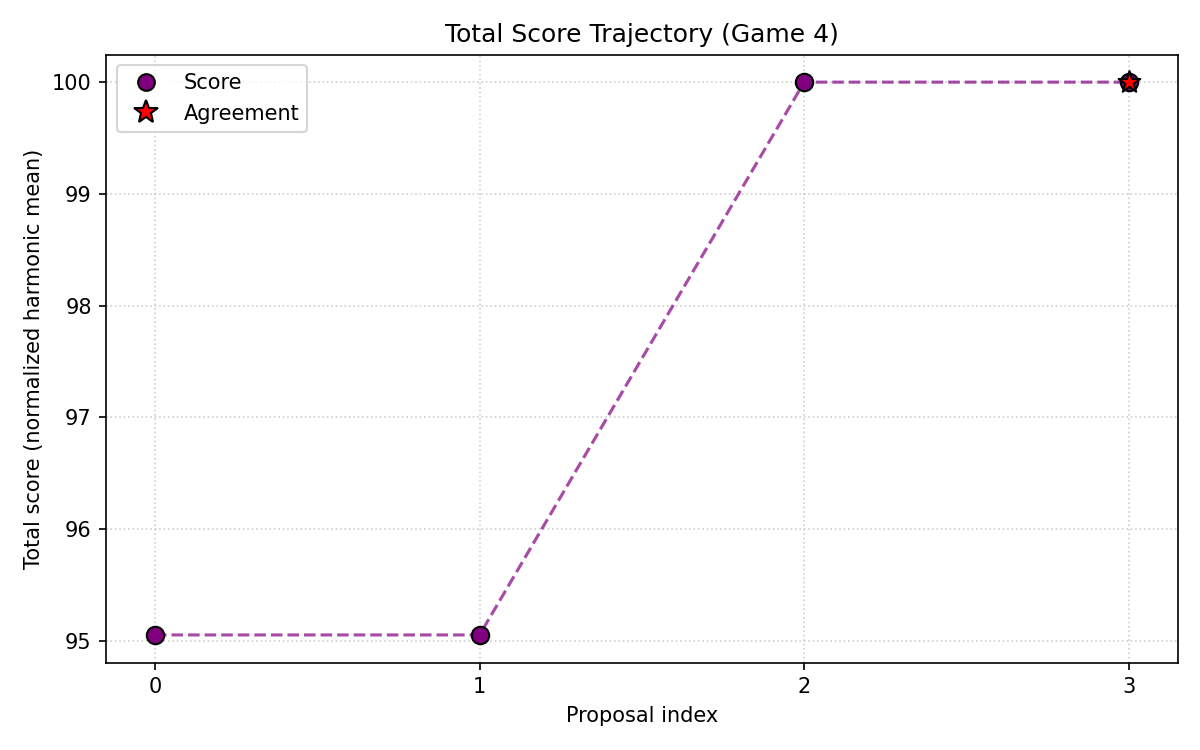 Total Score Trajectory (Game 4)
Score
Agreement
Total score (normalized harmonic mean)
100
99
98
97
96
95
0 1 2 3
Proposal index